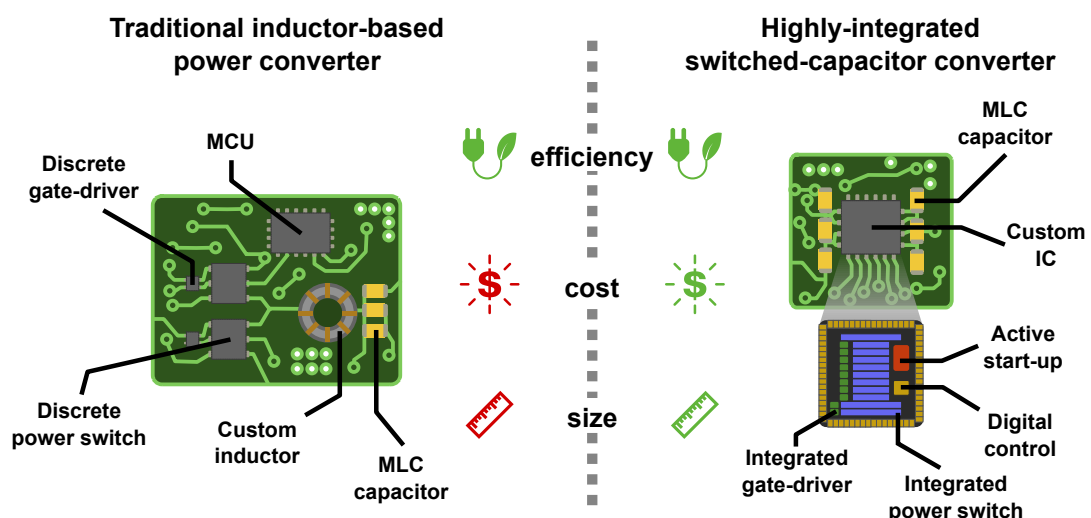 Traditional inductor-based
power converter
Highly-integrated
switched-capacitor converter
MCU
Discrete
gate-driver
Discrete
power switch
Custom
inductor
MLC
capacitor
efficiency
$
cost
$
size
MLC
capacitor
Custom
IC
Active
start-up
Digital
control
Integrated
gate-driver
Integrated
power switch